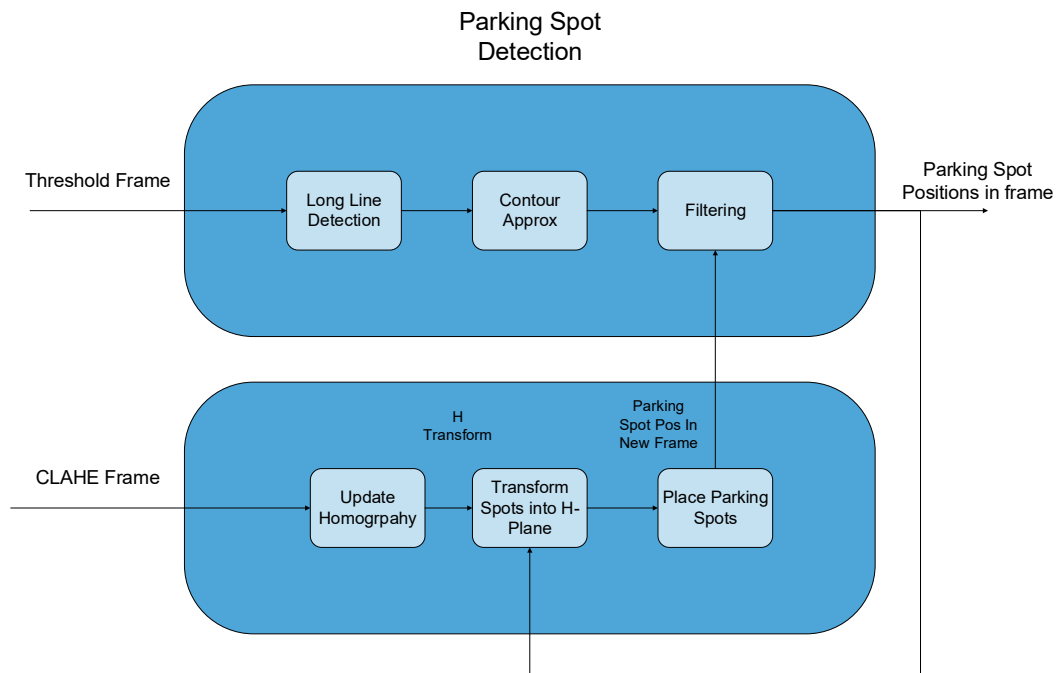 Parking Spot
Detection
Threshold Frame
Long Line
Detection
Contour
Approx
Filtering
Parking Spot
Positions in frame
H
Transform
Parking
Spot Pos In
New Frame
CLAHE Frame
Update
Homogrpahy
Transform
Spots into H-
Plane
Place Parking
Spots